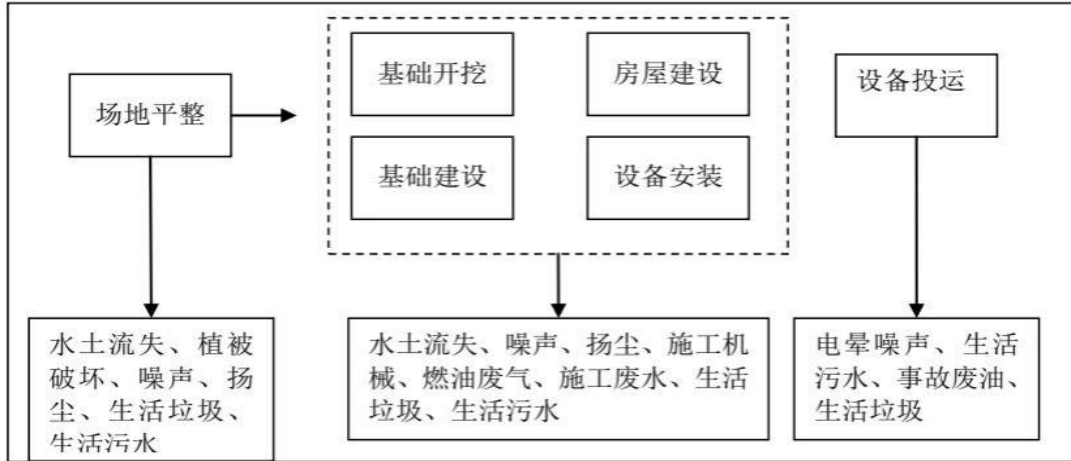 场地平整
基础开挖
房屋建设
基础建设
设备安装
设备投运
水土流失、植被
破坏、噪声、扬
尘、生活垃圾、
生活污水
水土流失、噪声、扬尘、施工机
械、燃油废气、施工废水、生活
垃圾、生活污水
电晕噪声、生活
污水、事故废油、
生活垃圾